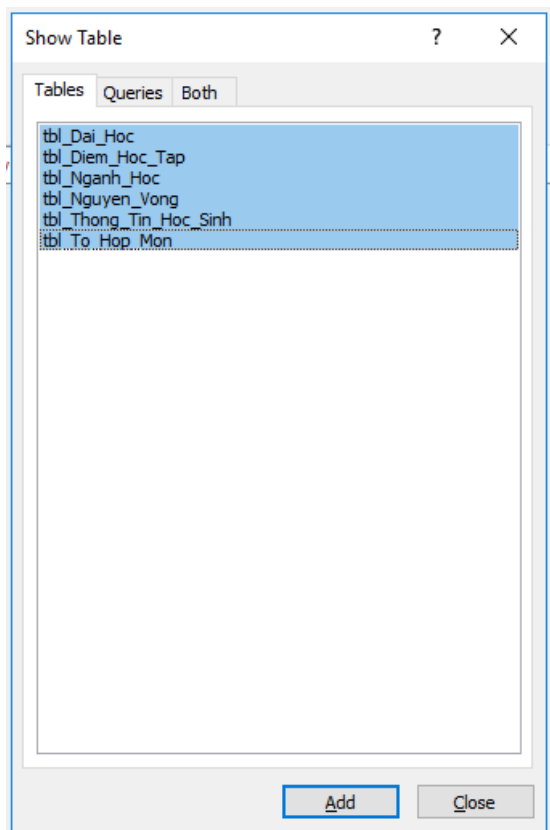 Show Table ?
Tables Queries Both
tbl_Dai_Hoc
tbl_Diem_Hoc_Tap
tbl_Nganh_Hoc
tbl_Nguyen_Vong
tbl_Thong_Tin_Hoc_Sinh
tbl_To_Hop_Mon
Add Close